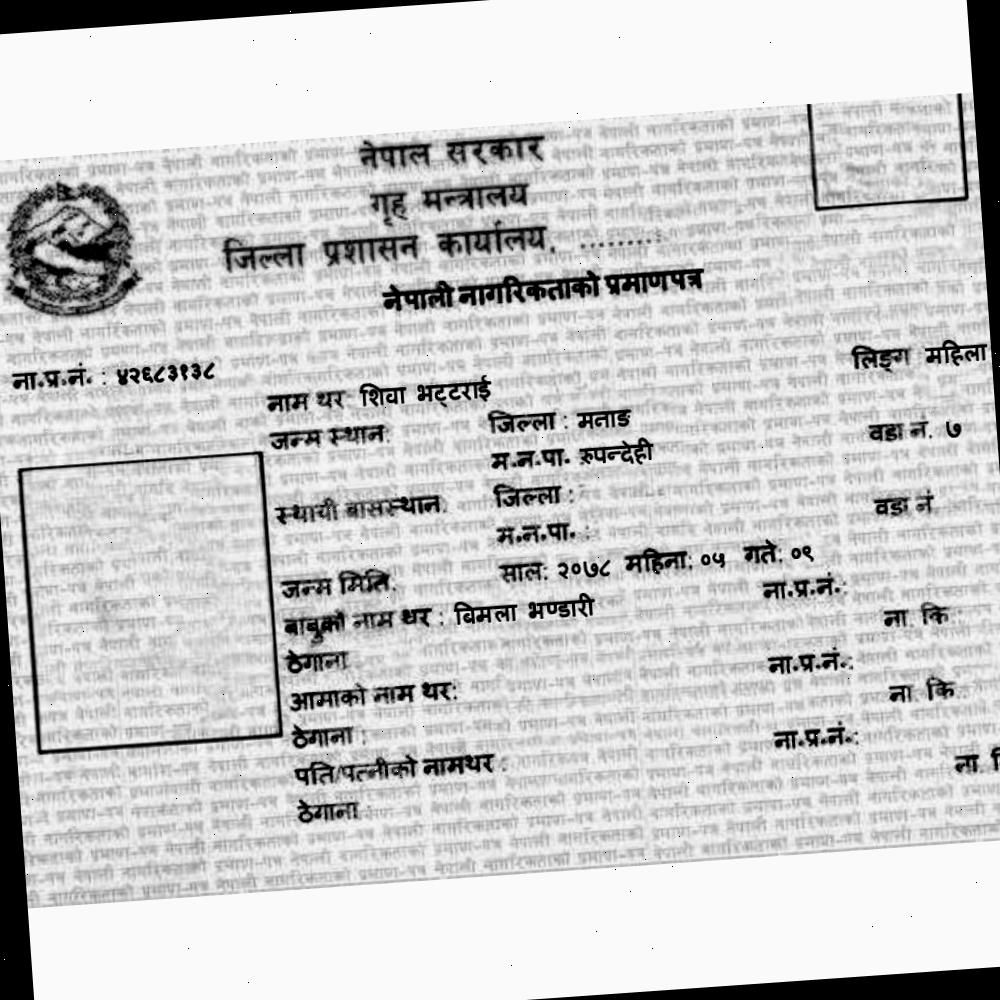 नेपाल सरकार
गृह मन्त्रालय
जिल्ला प्रशासन कार्यालय, .........
नेपाली नागरिकताको प्रमाणपत्र
ना.प्र.नं. : ४२६८३१३८
लिङ्ग महिला
नाम थर शिवा भट्टराई
जन्म स्थान: जिल्ला : मनाङ वडा नं. ७
म.न.पा. रुपन्देही
स्थायी बासस्थान: जिल्ला : वडा नं
म.न.पा. :
जन्म मिति: साल: २०७८ महिना: ०५ गते: ०९
बाबुको नाम थर : बिमला भण्डारी ना.प्र.नं.:
ठेगाना ना. कि
आमाको नाम थर: ना.प्र.नं.:
ठेगाना : ना. कि
पति/पत्नीको नामथर : ना.प्र.नं.:
ठेगाना : ना.